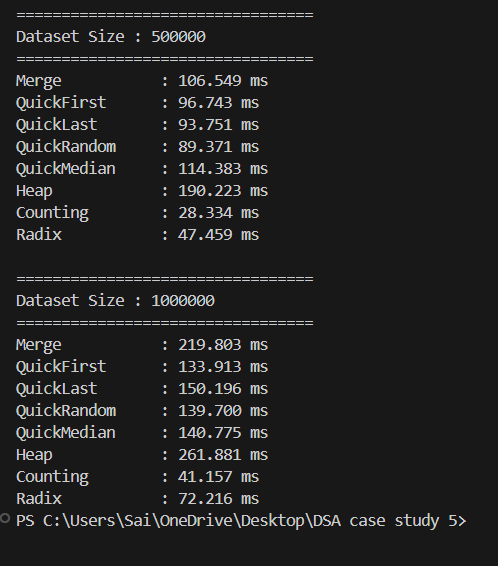 =================================
Dataset Size : 500000
=================================
Merge           : 106.549 ms
QuickFirst      : 96.743 ms
QuickLast       : 93.751 ms
QuickRandom     : 89.371 ms
QuickMedian     : 114.383 ms
Heap            : 190.223 ms
Counting        : 28.334 ms
Radix           : 47.459 ms

=================================
Dataset Size : 1000000
=================================
Merge           : 219.803 ms
QuickFirst      : 133.913 ms
QuickLast       : 150.196 ms
QuickRandom     : 139.700 ms
QuickMedian     : 140.775 ms
Heap            : 261.881 ms
Counting        : 41.157 ms
Radix           : 72.216 ms
PS C:\Users\Sai\OneDrive\Desktop\DSA case study 5>